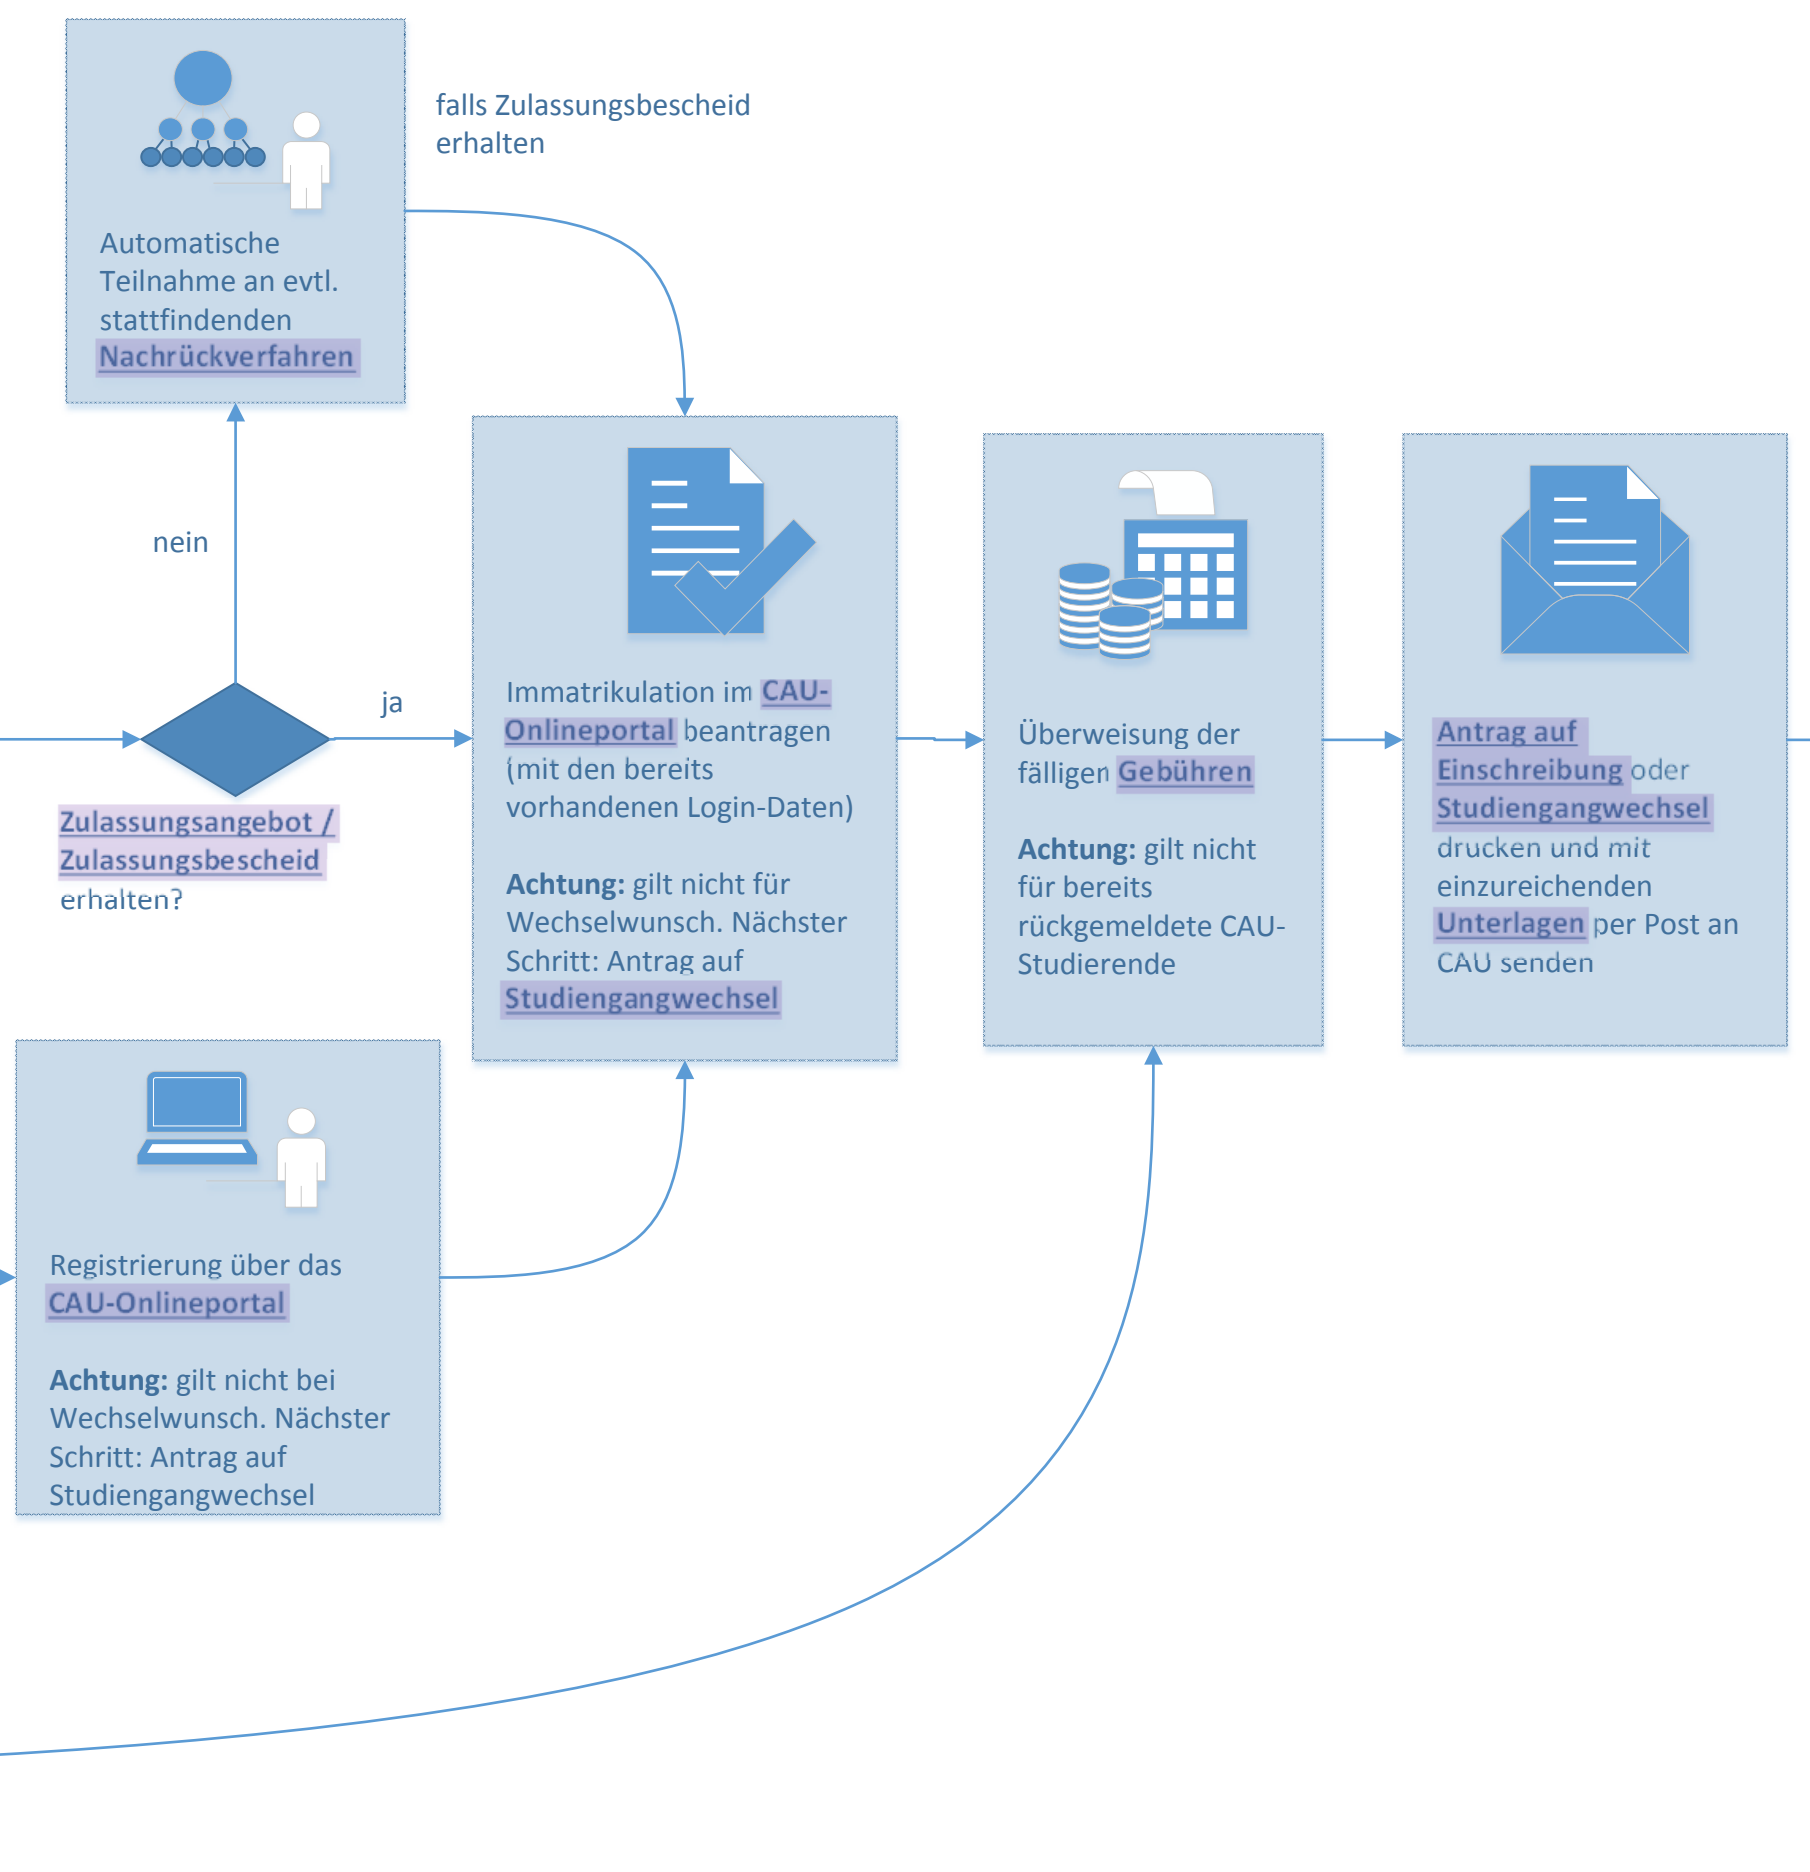 falls Zulassungsbescheid
erhalten
Automatische
Teilnahme an evtl.
stattfindenden
Nachrückverfahren
nein
ja
Zulassungsangebot /
Zulassungsbescheid
erhalten?
Immatrikulation im CAU-
Onlineportal beantragen
(mit den bereits
vorhandenen Login-Daten)
Achtung: gilt nicht für
Wechselwunsch. Nächster
Schritt: Antrag auf
Studiengangwechsel
Überweisung der
fälligen Gebühren
Achtung: gilt nicht
für bereits
rückgemeldete CAU-
Studierende
Antrag auf
Einschreibung oder
Studiengangwechsel
drucken und mit
einzureichenden
Unterlagen per Post an
CAU senden
Registrierung über das
CAU-Onlineportal
Achtung: gilt nicht bei
Wechselwunsch. Nächster
Schritt: Antrag auf
Studiengangwechsel